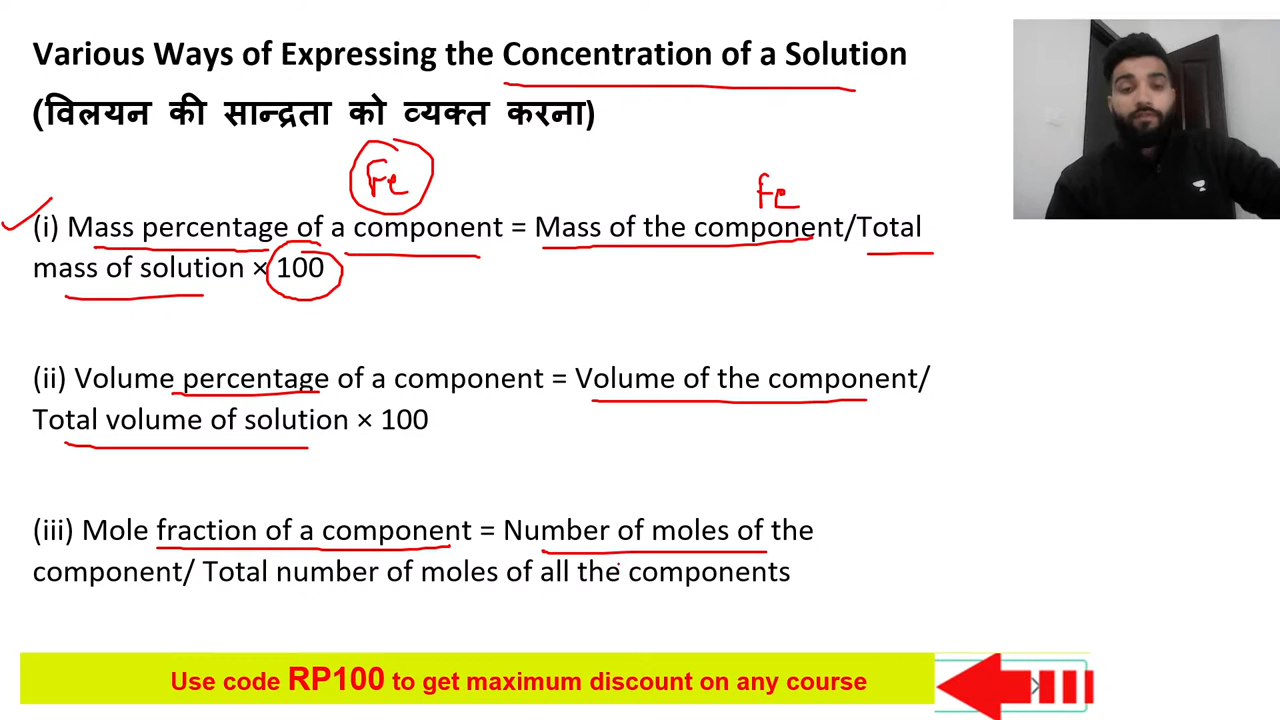 Various Ways of Expressing the Concentration of a Solution
(विलयन की सान्द्रता को व्यक्त करना)
Fe
Fe
(i) Mass percentage of a component = Mass of the component/Total
mass of solution × 100
(ii) Volume percentage of a component = Volume of the component/
Total volume of solution × 100
(iii) Mole fraction of a component = Number of moles of the
component/ Total number of moles of all the components
Use code RP100 to get maximum discount on any course